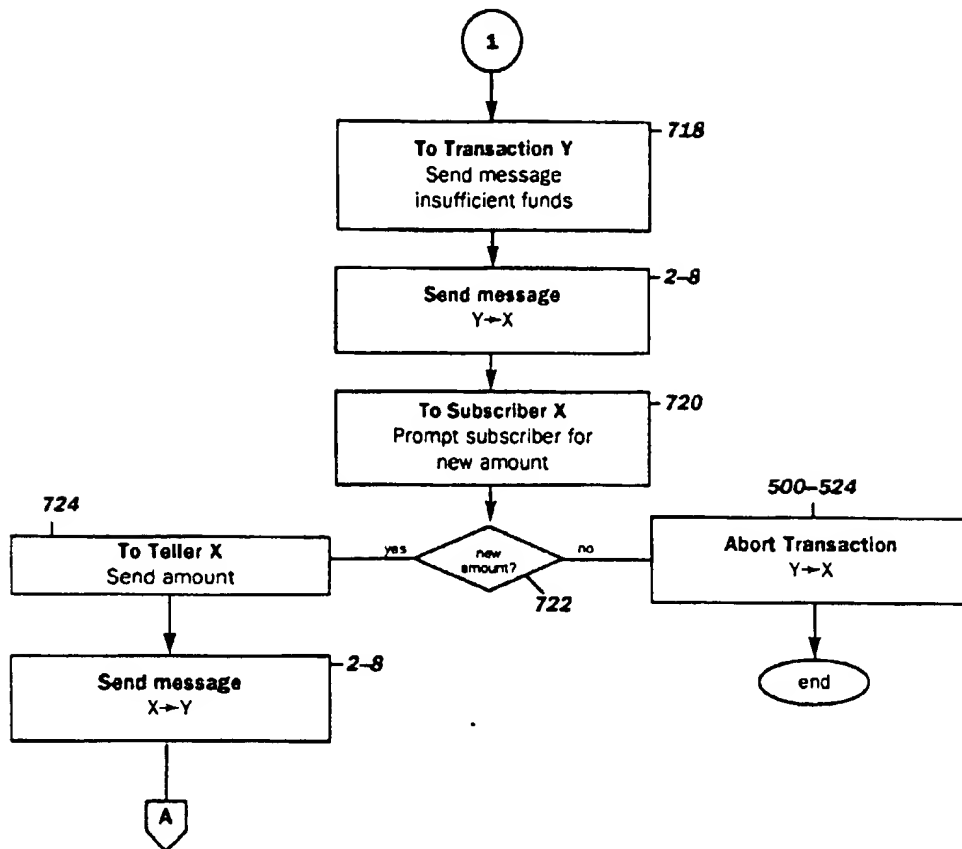 1
718
To Transaction Y
Send message
insufficient funds
2-8
Send message
Y→X
720
To Subscriber X
Prompt subscriber for
new amount
724
To Teller X
Send amount
yes
new
amount?
no
722
500-524
Abort Transaction
Y→X
2-8
Send message
X→Y
end
A